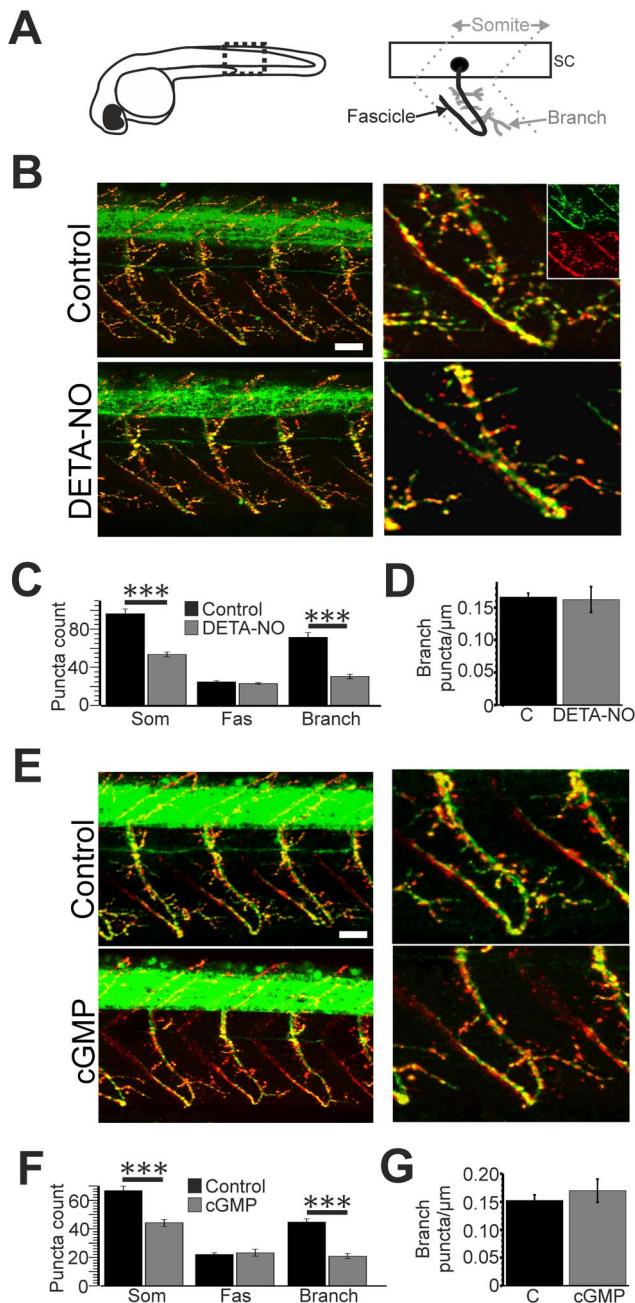 A
Somite
SC
Fascicle
Branch
B
Control
DETA-NO
C
Puncta count
80
40
0
***
***
Control
DETA-NO
Som
Fas
Branch
D
Branch
puncta/µm
0.15
0.10
0.05
0
C
DETA-NO
E
Control
cGMP
F
Puncta count
60
40
20
0
***
***
Control
cGMP
Som
Fas
Branch
G
Branch
puncta/µm
0.20
0.15
0.10
0.05
0
C
cGMP